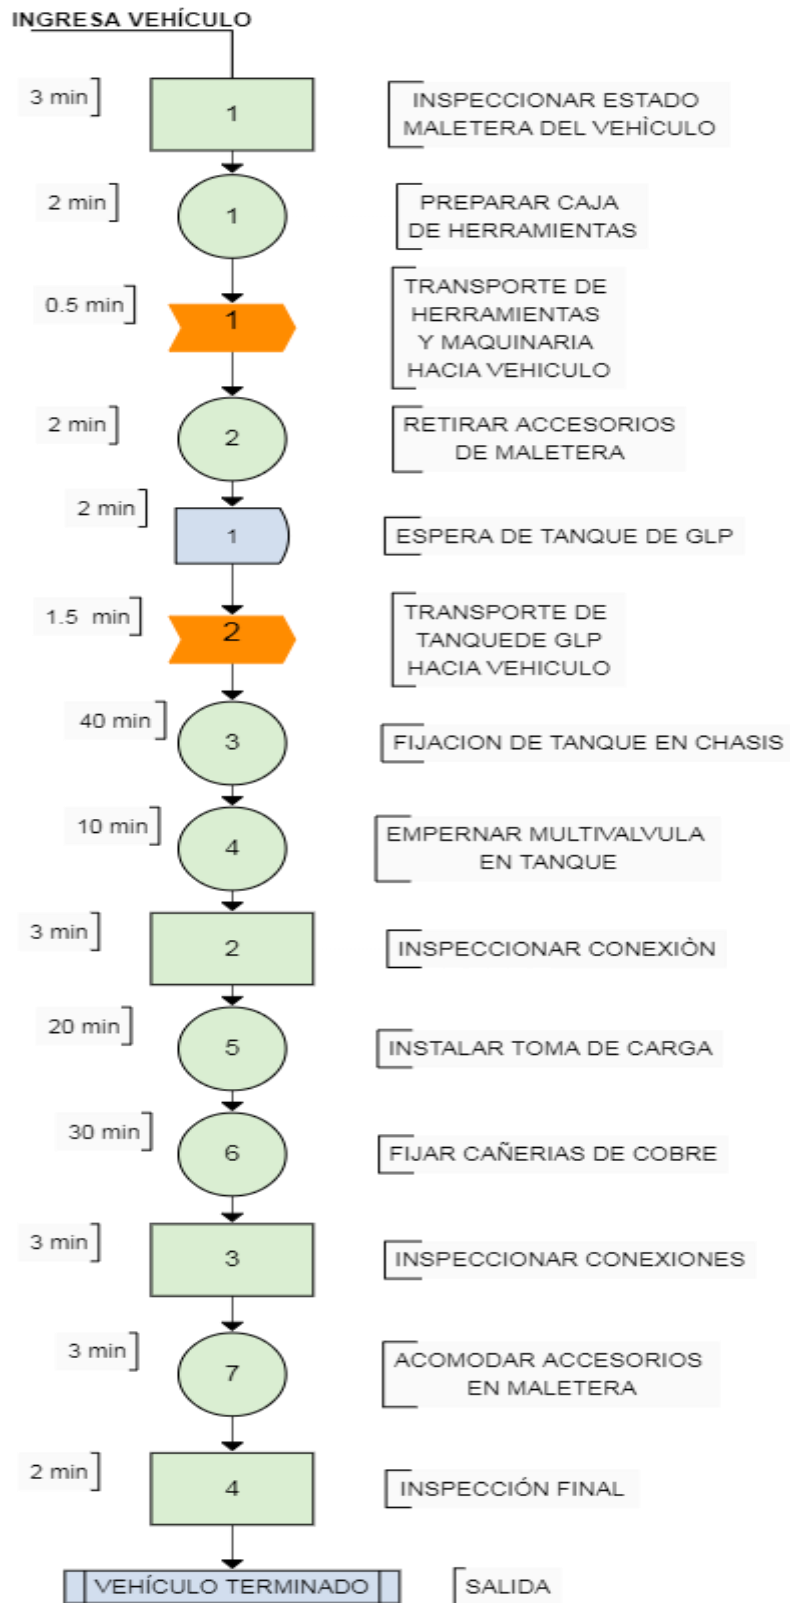 INGRESA VEHÍCULO
3 min
1
INSPECCIONAR ESTADO
MALETERA DEL VEHÌCULO
2 min
1
PREPARAR CAJA
DE HERRAMIENTAS
0.5 min
1
TRANSPORTE DE
HERRAMIENTAS
Y MAQUINARIA
HACIA VEHICULO
2 min
2
RETIRAR ACCESORIOS
DE MALETERA
2 min
1
ESPERA DE TANQUE DE GLP
1.5 min
2
TRANSPORTE DE
TANQUEDE GLP
HACIA VEHICULO
40 min
3
FIJACION DE TANQUE EN CHASIS
10 min
4
EMPERNAR MULTIVALVULA
EN TANQUE
3 min
2
INSPECCIONAR CONEXIÒN
20 min
5
INSTALAR TOMA DE CARGA
30 min
6
FIJAR CAÑERIAS DE COBRE
3 min
3
INSPECCIONAR CONEXIONES
3 min
7
ACOMODAR ACCESORIOS
EN MALETERA
2 min
4
INSPECCIÓN FINAL
VEHÍCULO TERMINADO
SALIDA